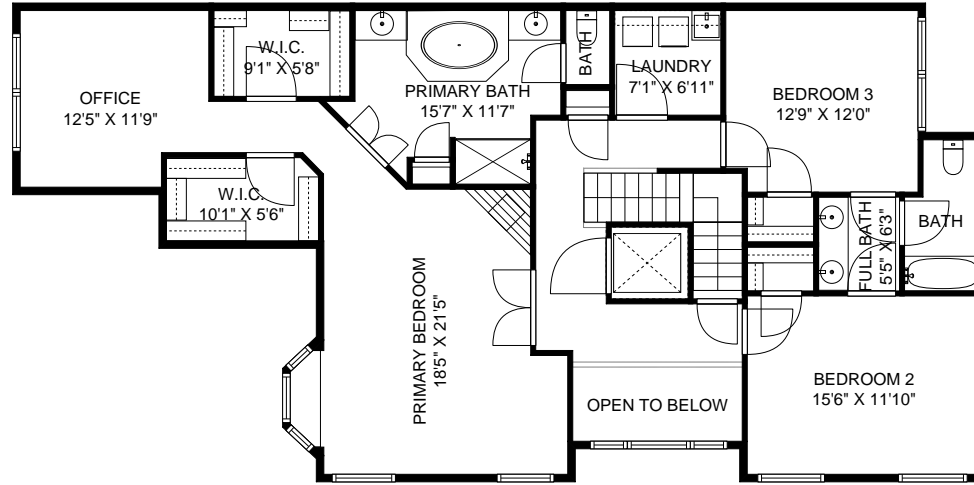 OFFICE
12'5" X 11'9"
W.I.C.
9'1" X 5'8"
PRIMARY BATH
15'7" X 11'7"
BATH
LAUNDRY
7'1" X 6'11"
BEDROOM 3
12'9" X 12'0"
W.I.C.
10'1" X 5'6"
PRIMARY BEDROOM
18'5" X 21'5"
FULL BATH
5'5" X 6'3"
BATH
OPEN TO BELOW
BEDROOM 2
15'6" X 11'10"